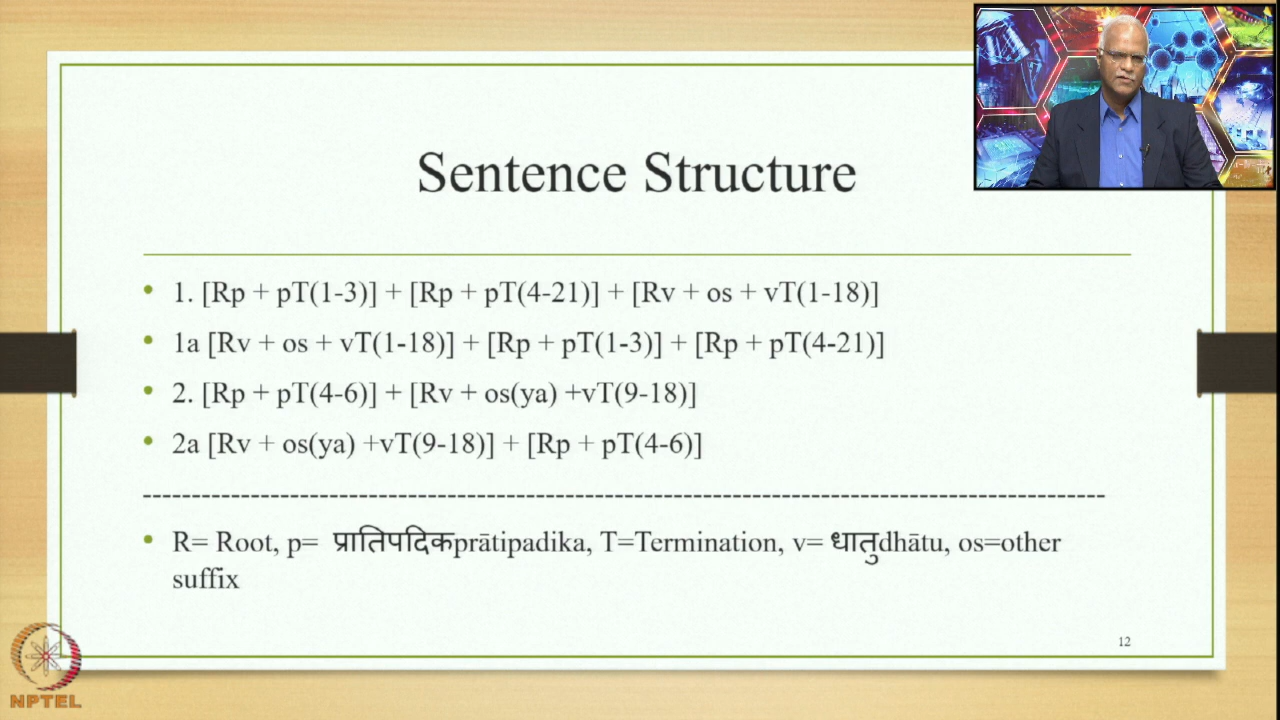 Sentence Structure
• 1. [Rp + pT(1-3)] + [Rp + pT(4-21)] + [Rv + os + vT(1-18)]
• 1a [Rv + os + vT(1-18)] + [Rp + pT(1-3)] + [Rp + pT(4-21)]
• 2. [Rp + pT(4-6)] + [Rv + os(ya) +vT(9-18)]
• 2a [Rv + os(ya) +vT(9-18)] + [Rp + pT(4-6)]
• R= Root, p= प्रातिपदिकprātipadika, T=Termination, v= धातुdhātu, os=other
suffix
12
NPTEL